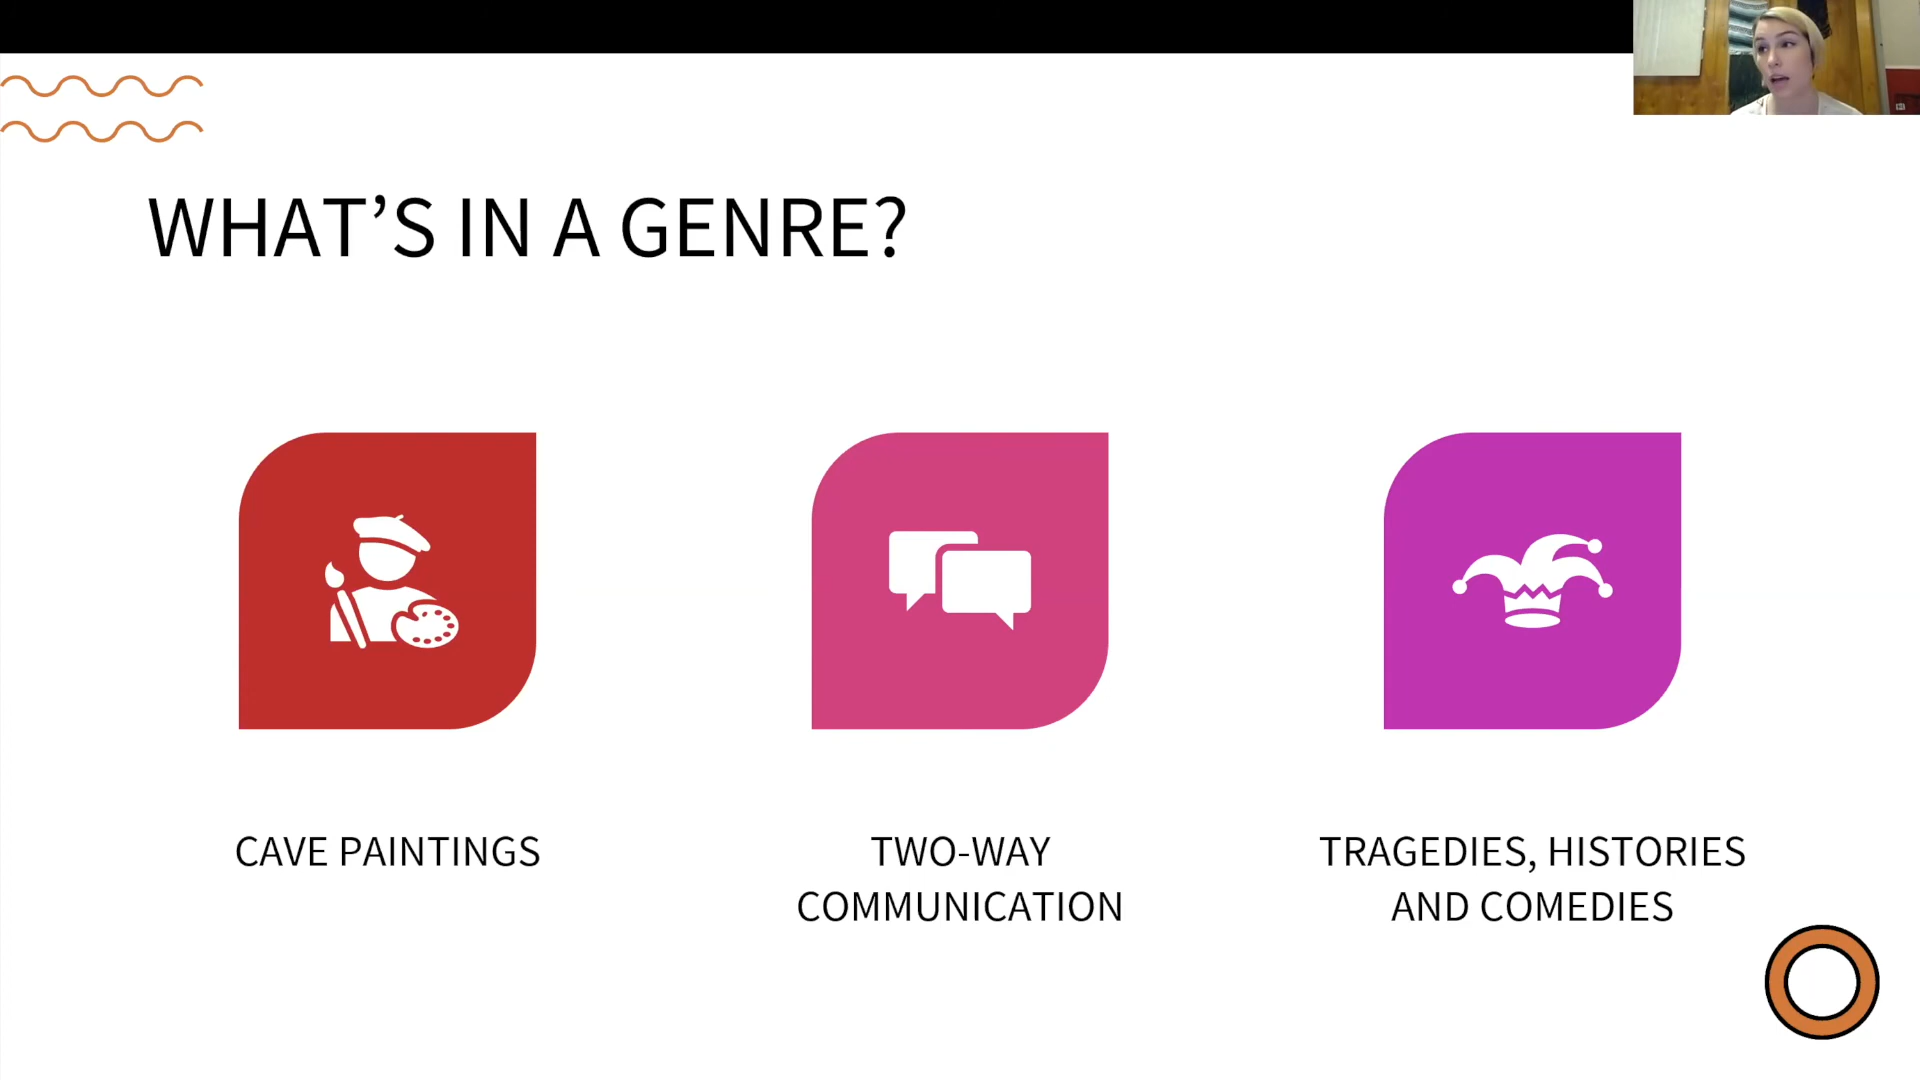 WHAT’S IN A GENRE?
CAVE PAINTINGS
TWO-WAY
COMMUNICATION
TRAGEDIES, HISTORIES
AND COMEDIES